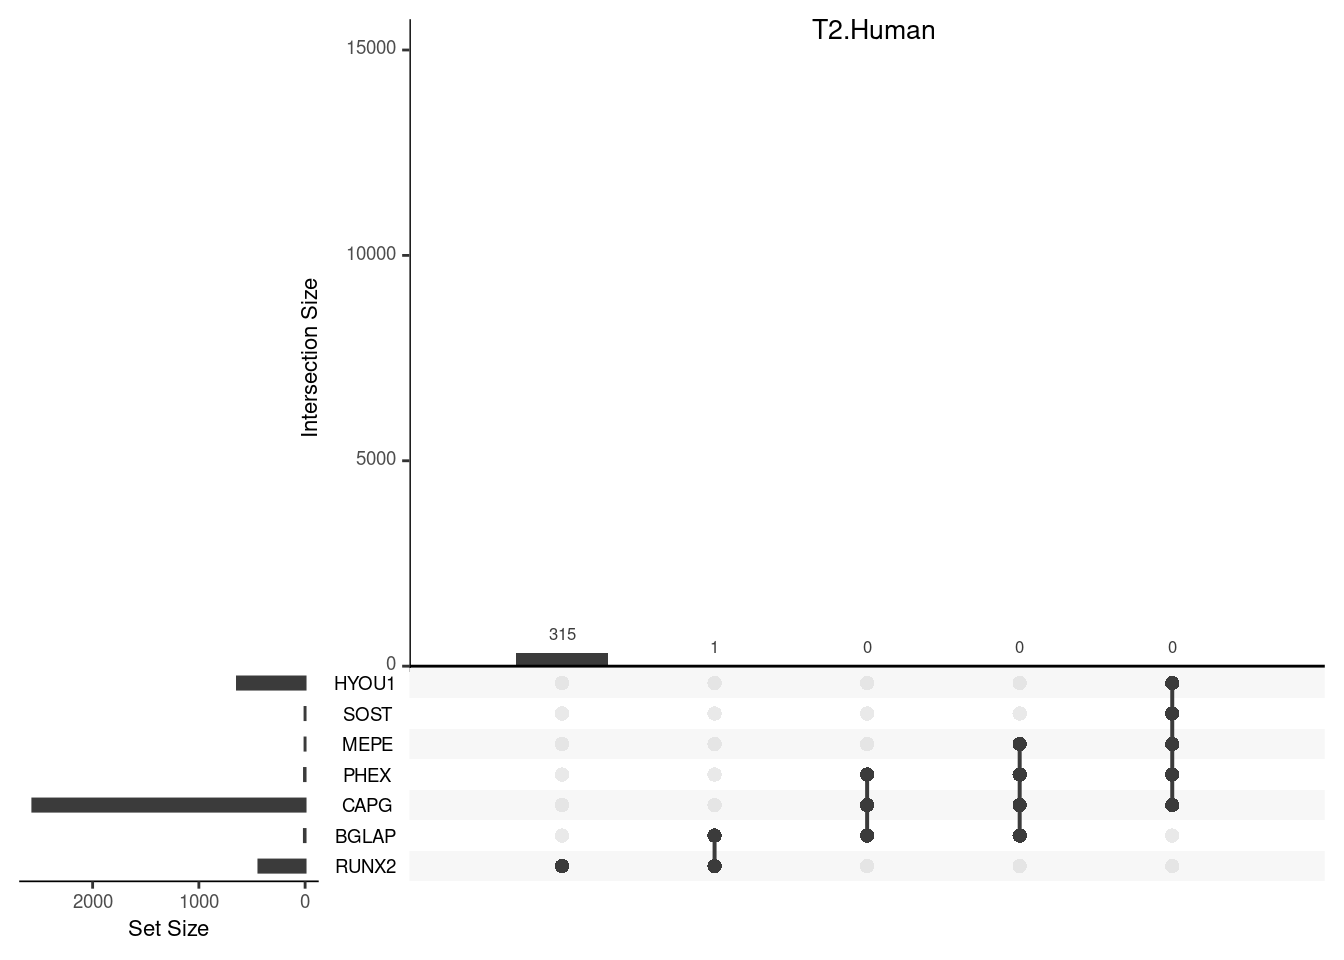 T2.Human
15000
10000
5000
0
Intersection Size
315
1
0
0
0
HYOU1
SOST
MEPE
PHEX
CAPG
BGLAP
RUNX2
2000
1000
0
Set Size